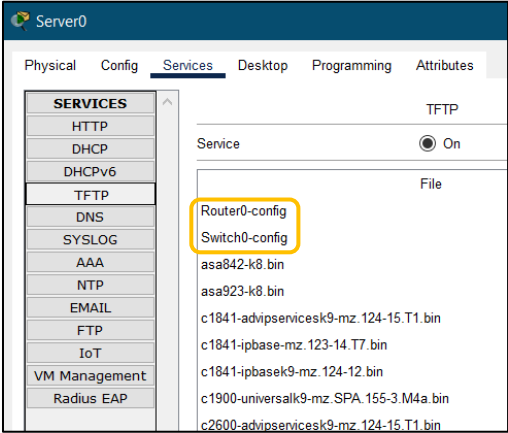 Server0
Physical Config Services Desktop Programming Attributes
SERVICES
HTTP
DHCP
DHCPv6
TFTP
DNS
SYSLOG
AAA
NTP
EMAIL
FTP
IoT
VM Management
Radius EAP
TFTP
Service On
File
Router0-config
Switch0-config
asa842-k8.bin
asa923-k8.bin
c1841-advipservicesk9-mz.124-15.T1.bin
c1841-ipbase-mz.123-14.T7.bin
c1841-ipbasek9-mz.124-12.bin
c1900-universalk9-mz.SPA.155-3.M4a.bin
c2600-advipservicesk9-mz.124-15.T1.bin